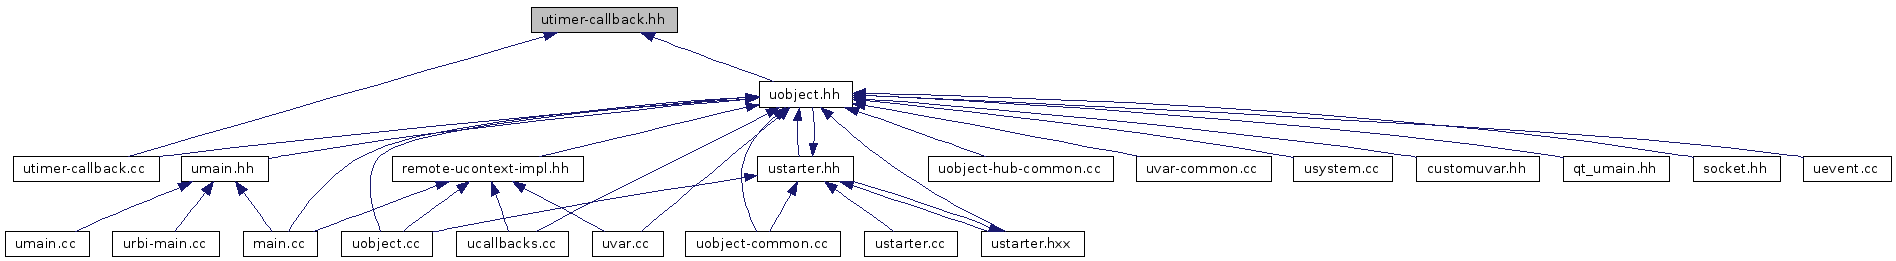 utimer-callback.hh
uobject.hh
utimer-callback.cc
umain.hh
remote-ucontext-impl.hh
ustarter.hh
uobject-hub-common.cc
uvar-common.cc
usystem.cc
customuvar.hh
qt_umain.hh
socket.hh
uevent.cc
umain.cc
urbi-main.cc
main.cc
uobject.cc
ucallbacks.cc
uvar.cc
uobject-common.cc
ustarter.cc
ustarter.hxx